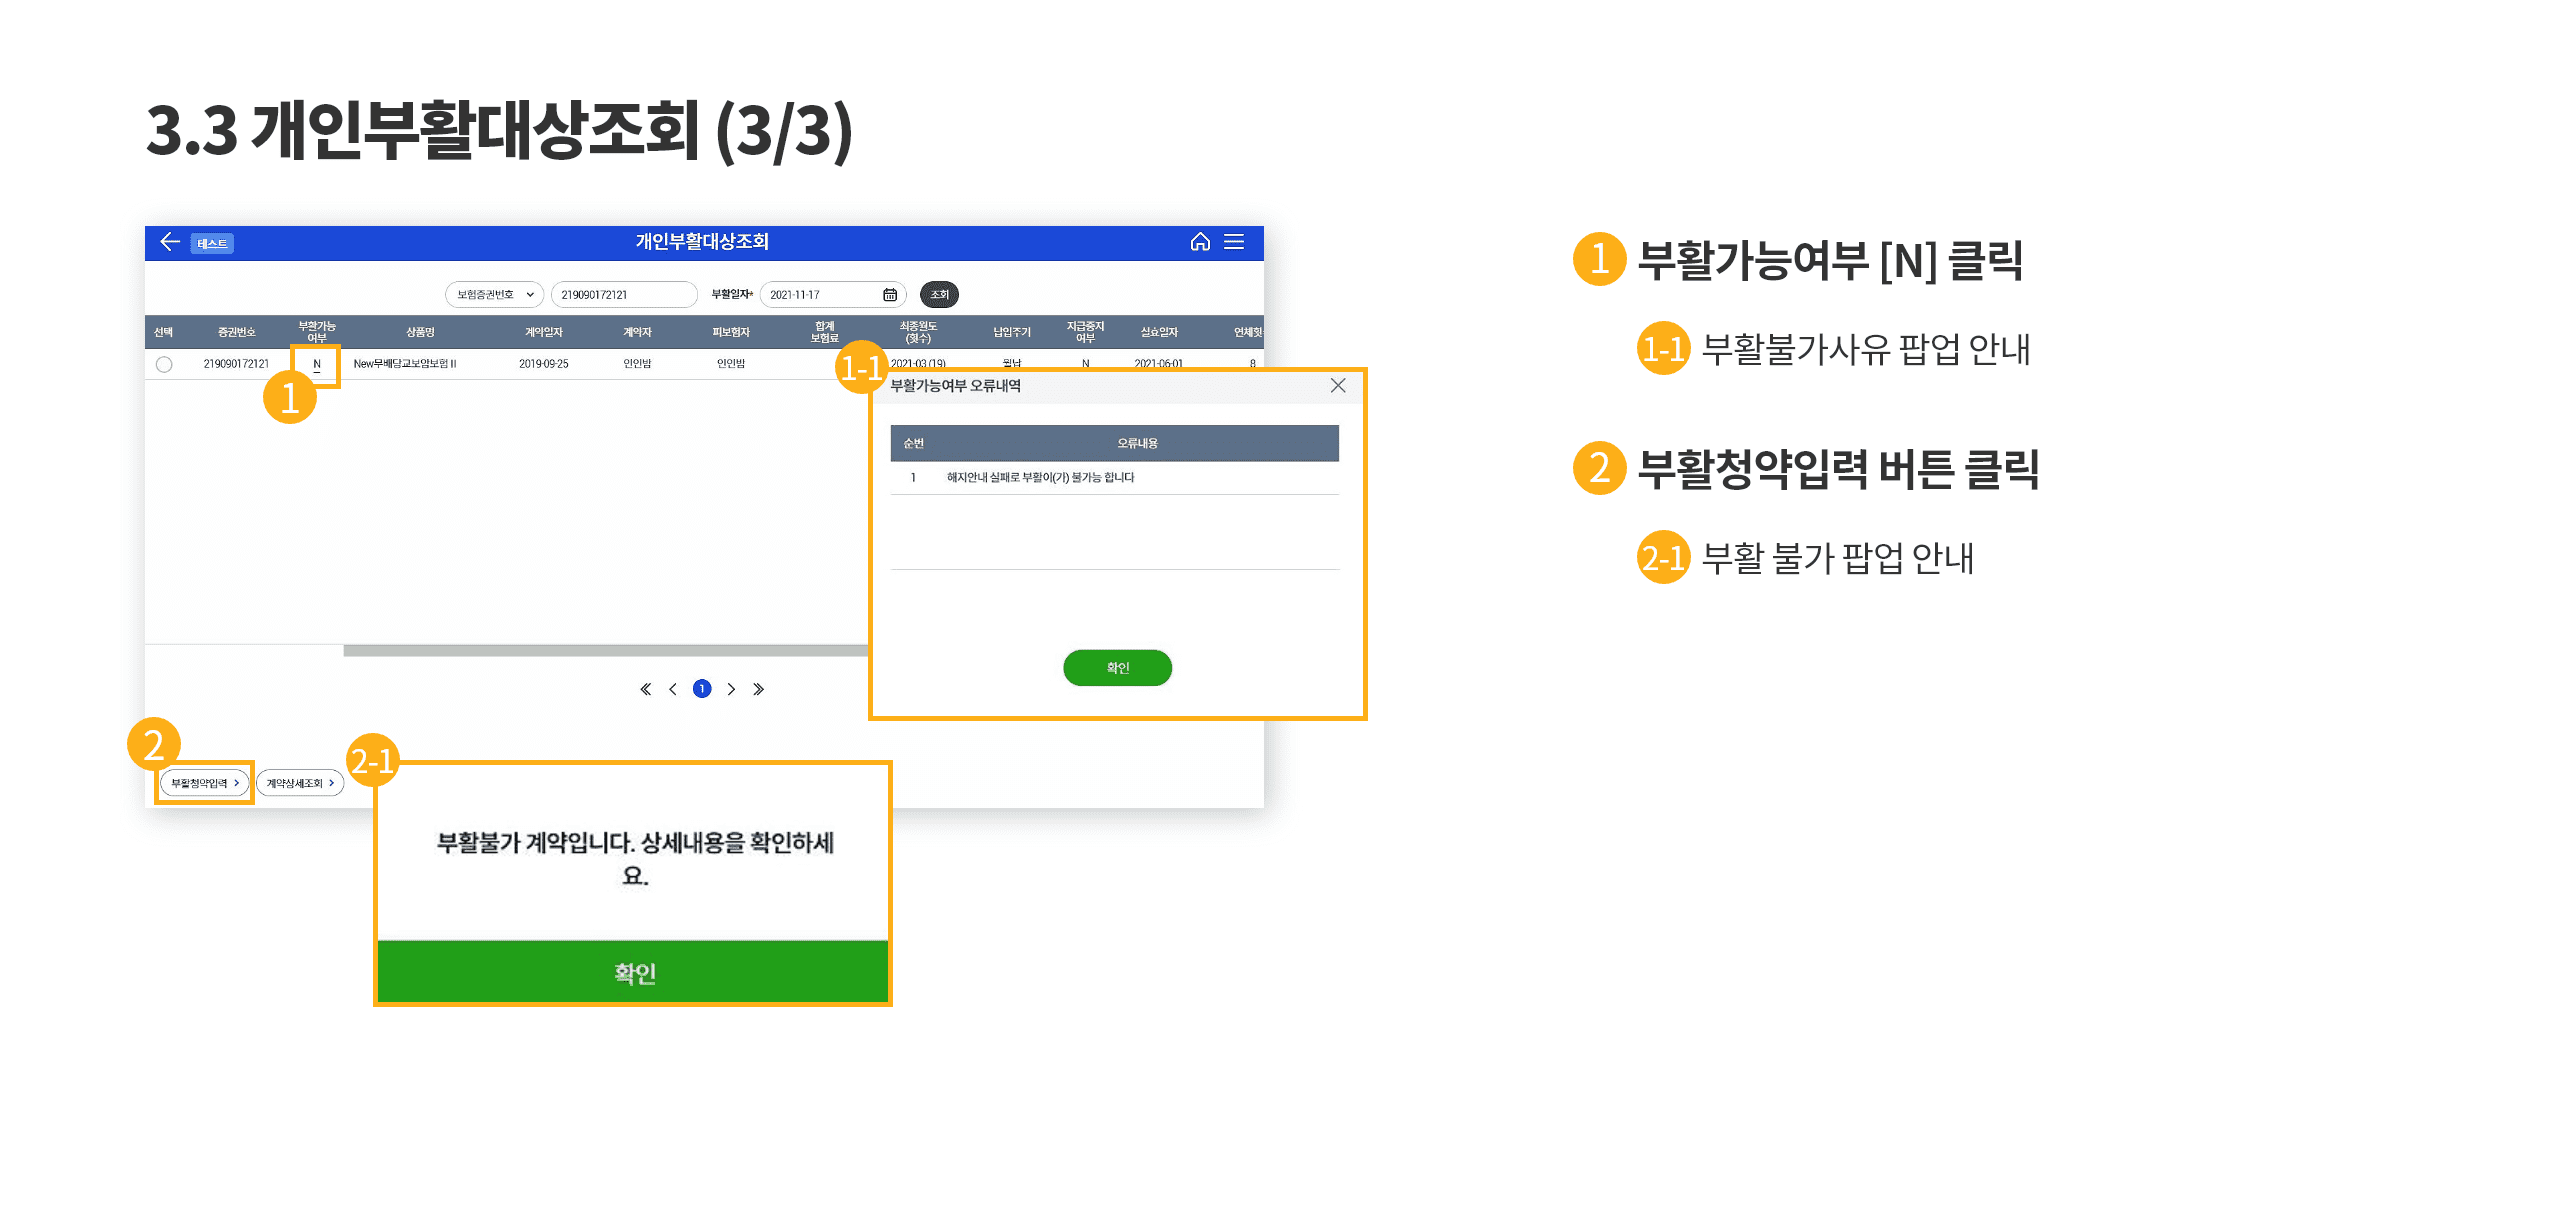 3.3 개인부활대상조회 (3/3)
테스트
개인부활대상조회
보험증권번호
219090172121
부활일자*
2021-11-17
조회
선택
증권번호
부활가능
여부
상품명
계약일자
계약자
피보험자
합계
보험료
최종월도
(횟수)
납입주기
지급중지
여부
실효일자
219090172121
N
New무배당교보암보험 II
2019-09-25
인인밤
인인밤
2021-03 (19)
월납
N
2021-06-01
8
1
1-1
부활가능여부 오류내역
순번
오류내용
1
해지안내 실패로 부활이(가) 불가능 합니다
확인
1
2
부활청약입력
계약상세조회
2-1
부활불가 계약입니다. 상세내용을 확인하세
요.
확인
1 부활가능여부 [N] 클릭
1-1 부활불가사유 팝업 안내
2 부활청약입력 버튼 클릭
2-1 부활 불가 팝업 안내